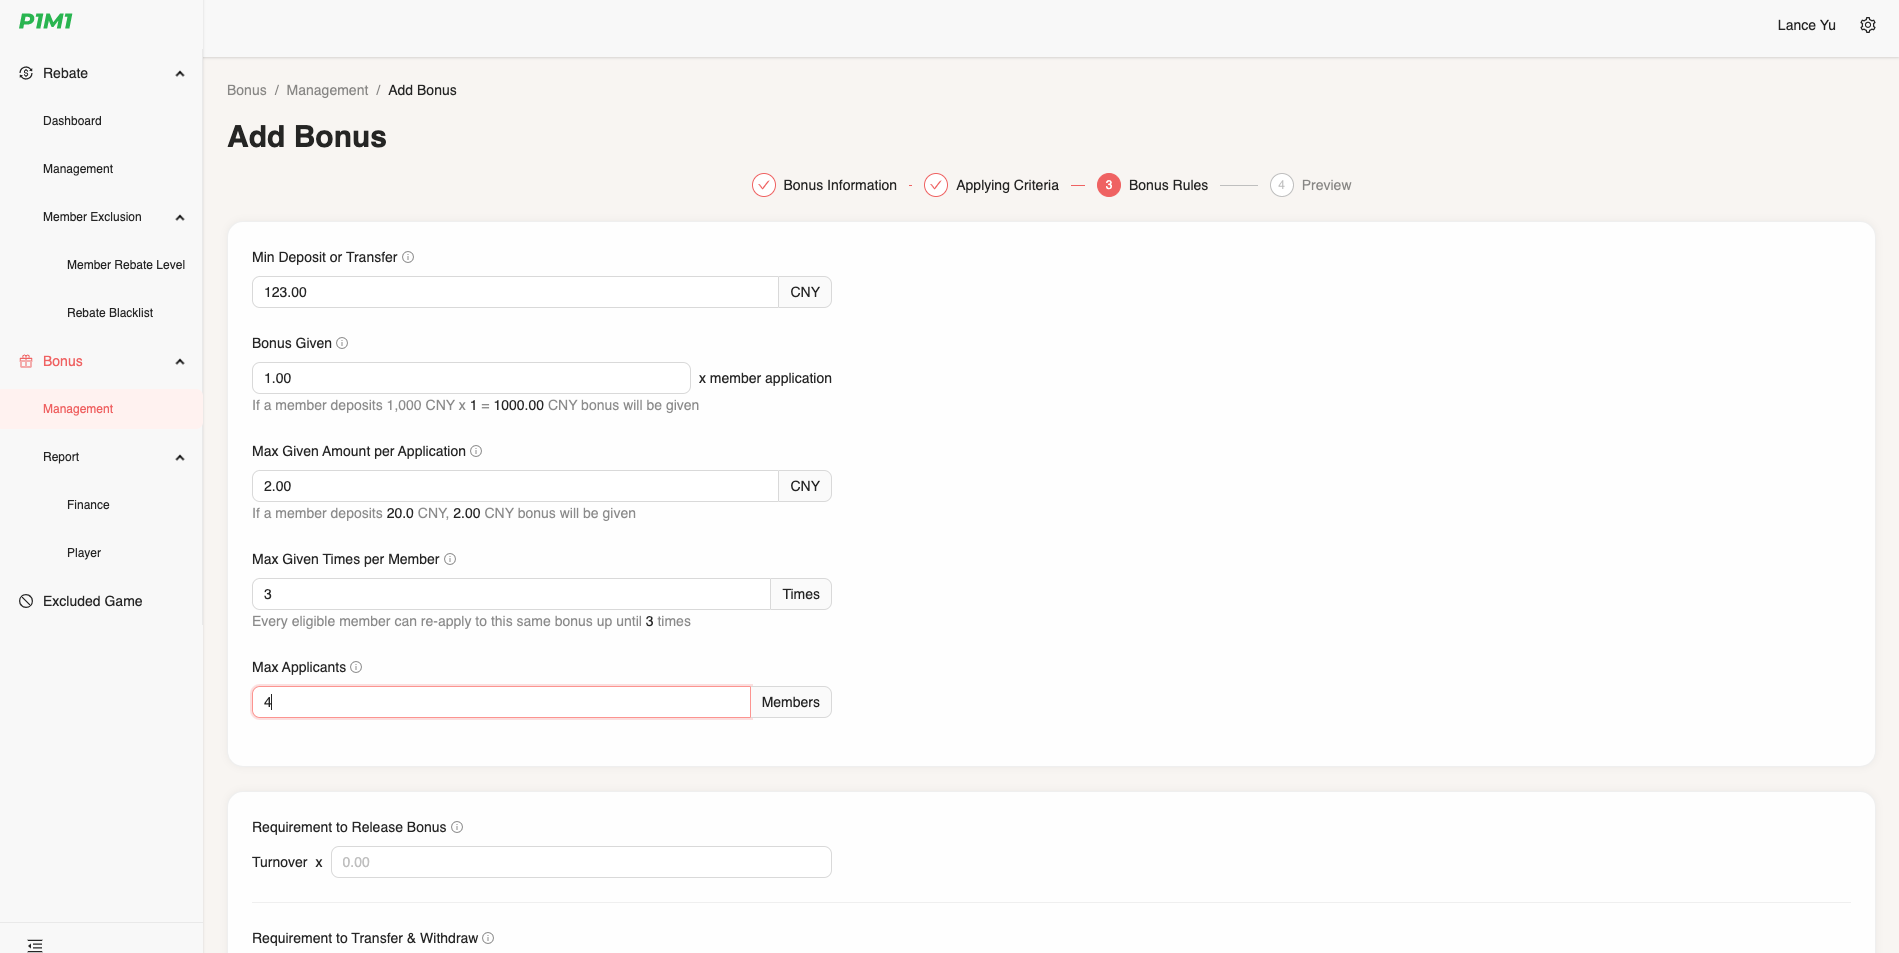 P1M1
Lance Yu
Rebate
Dashboard
Management
Member Exclusion
Member Rebate Level
Rebate Blacklist
Bonus
Management
Report
Finance
Player
Excluded Game
Bonus / Management / Add Bonus
Add Bonus
Bonus Information - Applying Criteria 3 Bonus Rules 4 Preview
Min Deposit or Transfer
123.00 CNY
Bonus Given
1.00 x member application
If a member deposits 1,000 CNY x 1 = 1000.00 CNY bonus will be given
Max Given Amount per Application
2.00 CNY
If a member deposits 20.0 CNY, 2.00 CNY bonus will be given
Max Given Times per Member
3 Times
Every eligible member can re-apply to this same bonus up until 3 times
Max Applicants
4 Members
Requirement to Release Bonus
Turnover x 0.00
Requirement to Transfer & Withdraw